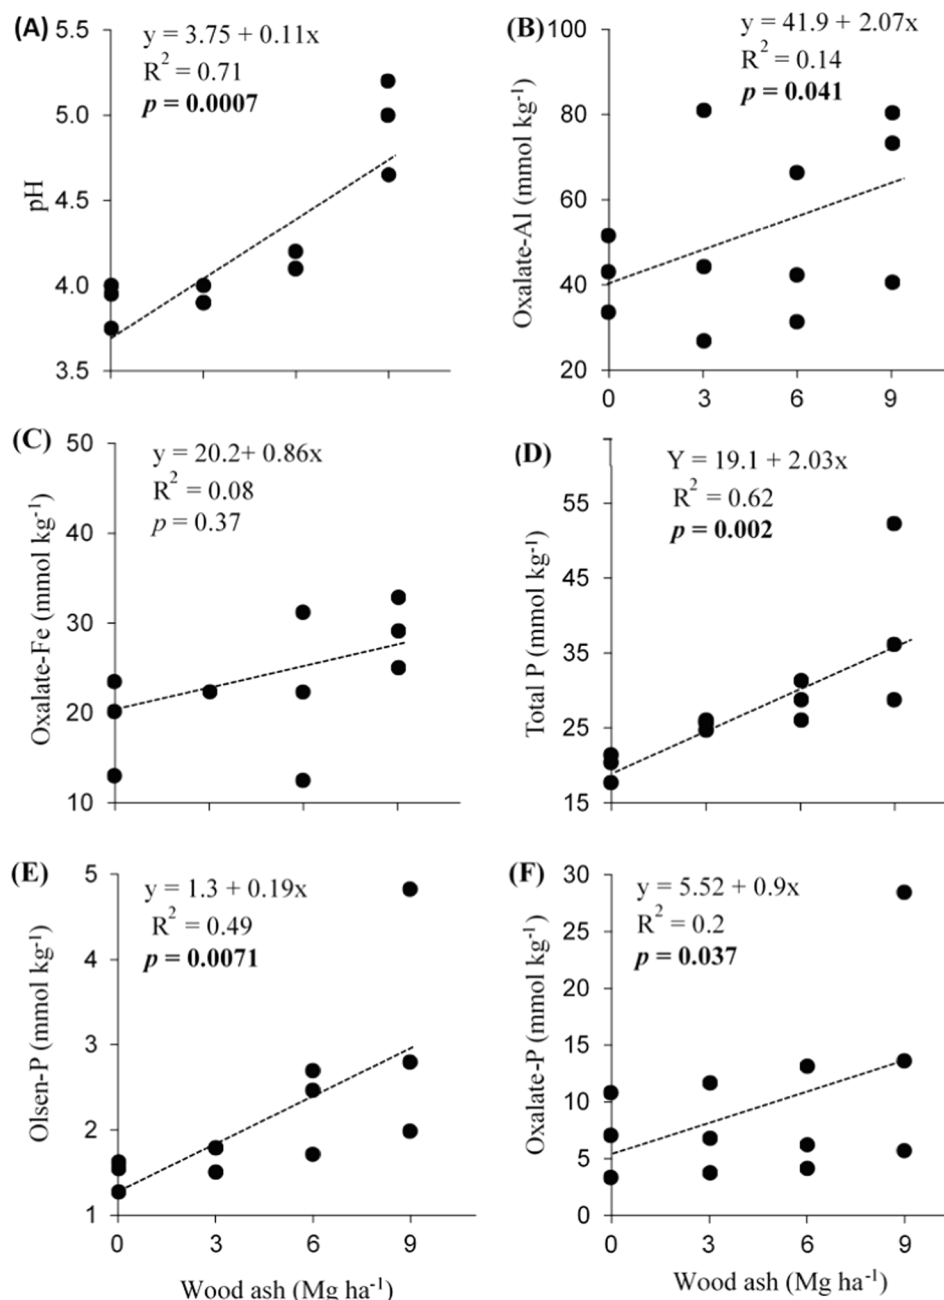 (A)
5.5
5.0
4.5
4.0
3.5
pH
y = 3.75 + 0.11x
R² = 0.71
p = 0.0007
(B)
100
80
60
40
20
Oxalate-Al (mmol kg⁻¹)
y = 41.9 + 2.07x
R² = 0.14
p = 0.041
0 3 6 9
(C)
50
40
30
20
10
Oxalate-Fe (mmol kg⁻¹)
y = 20.2+ 0.86x
R² = 0.08
p = 0.37
(D)
55
45
35
25
15
Total P (mmol kg⁻¹)
Y = 19.1 + 2.03x
R² = 0.62
p = 0.002
(E)
5
4
3
2
1
Olsen-P (mmol kg⁻¹)
y = 1.3 + 0.19x
R² = 0.49
p = 0.0071
0 3 6 9
Wood ash (Mg ha⁻¹)
(F)
30
25
20
15
10
5
0
Oxalate-P (mmol kg⁻¹)
y = 5.52 + 0.9x
R² = 0.2
p = 0.037
0 3 6 9
Wood ash (Mg ha⁻¹)